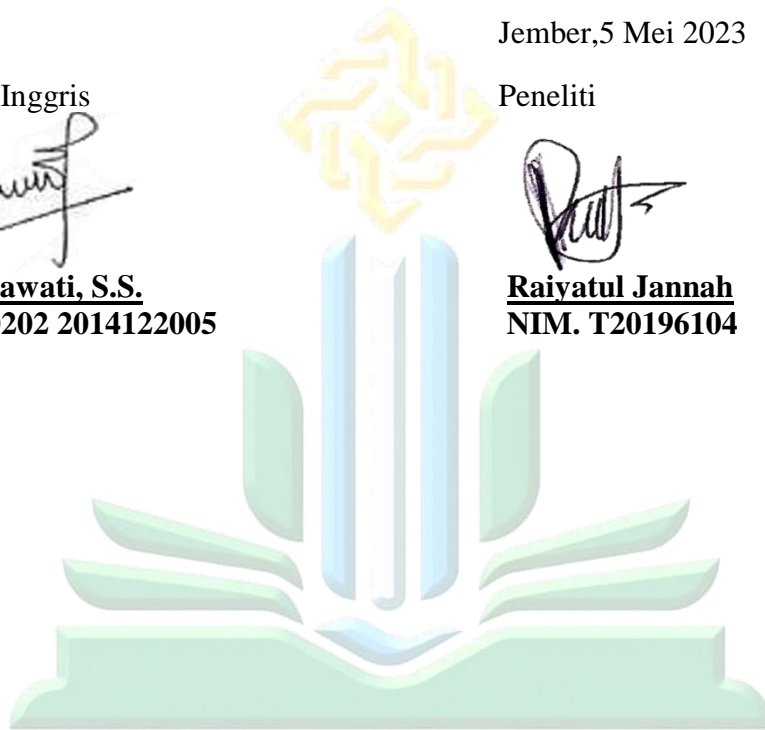 Jember,5 Mei 2023
Inggris Peneliti
awati, S.S. Raiyatul Jannah
202 2014122005 NIM. T20196104